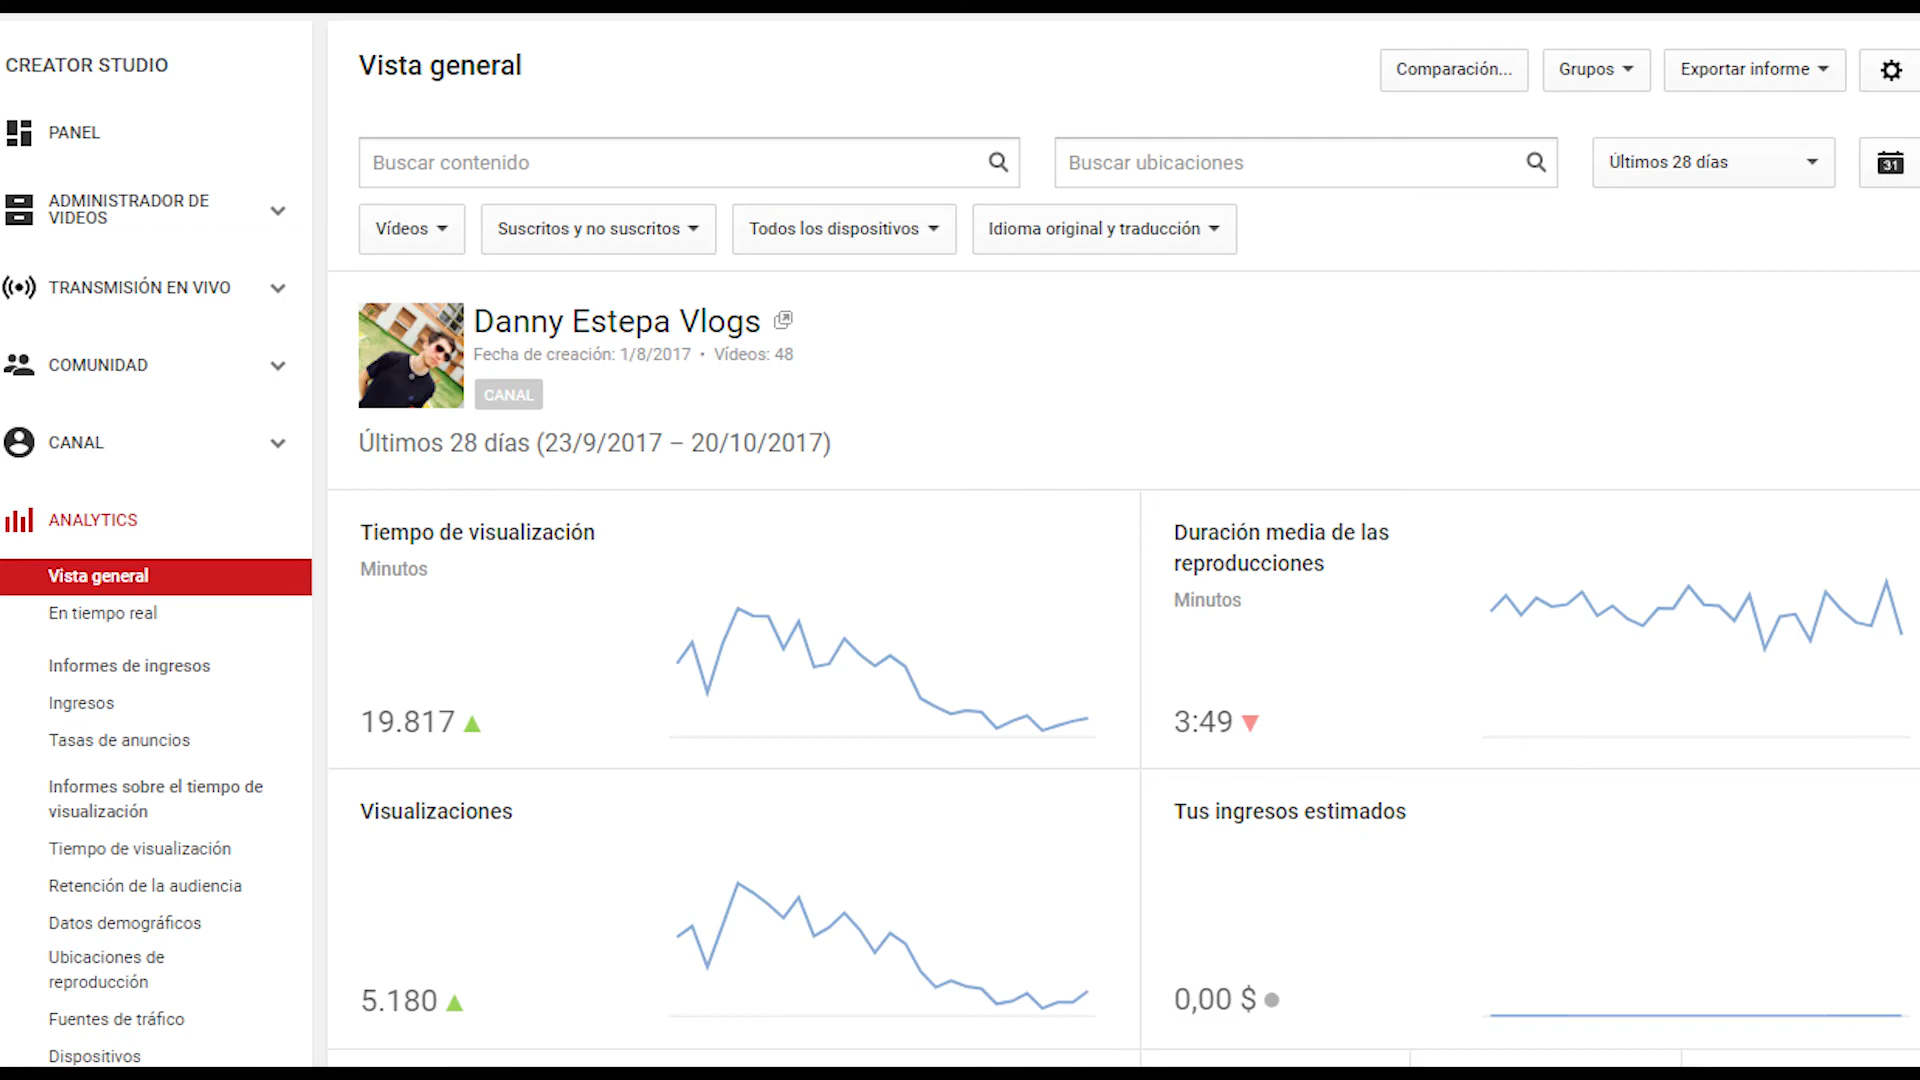 CREATOR STUDIO
PANEL
ADMINISTRADOR DE
VIDEOS
TRANSMISIÓN EN VIVO
COMUNIDAD
CANAL
ANALYTICS
Vista general
En tiempo real
Informes de ingresos
Ingresos
Tasas de anuncios
Informes sobre el tiempo de
visualización
Tiempo de visualización
Retención de la audiencia
Datos demográficos
Ubicaciones de
reproducción
Fuentes de tráfico
Dispositivos
Vista general
Comparación...
Grupos
Exportar informe
Buscar contenido
Buscar ubicaciones
Últimos 28 días
31
Vídeos
Suscritos y no suscritos
Todos los dispositivos
Idioma original y traducción
Danny Estepa Vlogs
Fecha de creación: 1/8/2017 • Vídeos: 48
CANAL
Últimos 28 días (23/9/2017 – 20/10/2017)
Tiempo de visualización
Minutos
19.817
Duración media de las
reproducciones
Minutos
3:49
Visualizaciones
5.180
Tus ingresos estimados
0,00 $